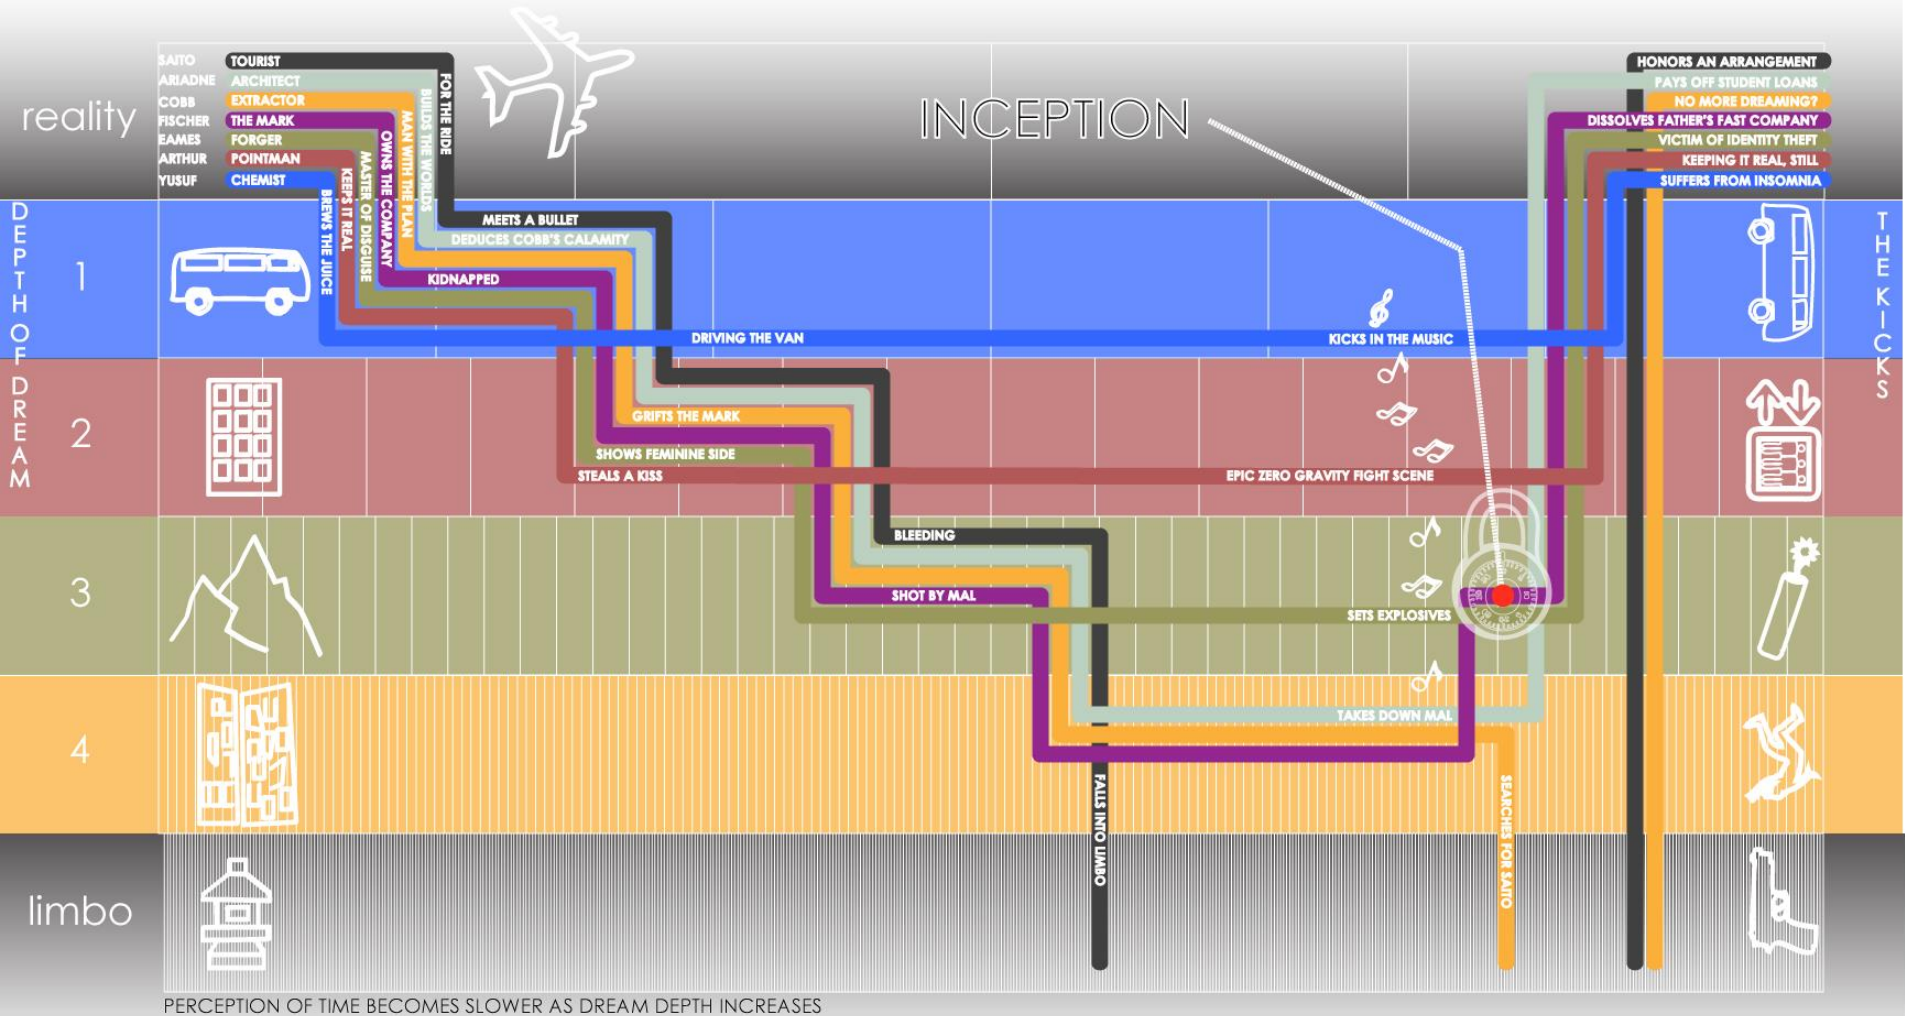 SAITO TOURIST
ARIADNE ARCHITECT
COBB EXTRACTOR
FISCHER THE MARK
EAMES FORGER
ARTHUR POINTMAN
YUSUF CHEMIST
FOR THE RIDE
BUILDS THE WORLDS
MAN WITH THE PLAN
OWNS THE COMPANY
MASTER OF DISGUISE
KEEPS IT REAL
BREWS THE JUICE
reality
INCEPTION
HONORS AN ARRANGEMENT
PAYS OFF STUDENT LOANS
NO MORE DREAMING?
DISSOLVES FATHER'S FAST COMPANY
VICTIM OF IDENTITY THEFT
KEEPING IT REAL, STILL
SUFFERS FROM INSOMNIA
DEPTH OF DREAM
THE KICKS
1
MEETS A BULLET
DEDUCES COBB'S CALAMITY
KIDNAPPED
DRIVING THE VAN
KICKS IN THE MUSIC
2
GRIFTS THE MARK
SHOWS FEMININE SIDE
STEALS A KISS
EPIC ZERO GRAVITY FIGHT SCENE
3
BLEEDING
SHOT BY MAL
SETS EXPLOSIVES
4
TAKES DOWN MAL
FALLS INTO LIMBO
SEARCHES FOR SAITO
limbo
PERCEPTION OF TIME BECOMES SLOWER AS DREAM DEPTH INCREASES